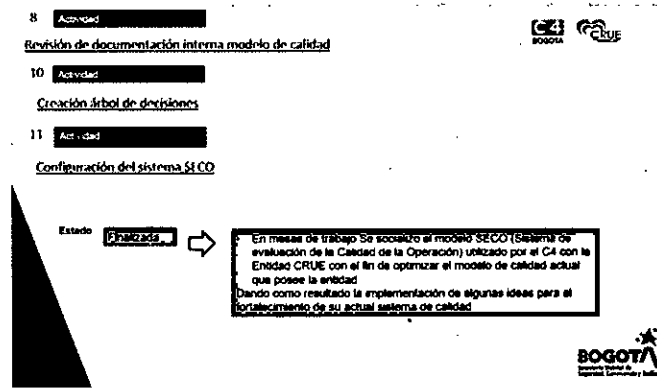 8 Actividad
C4 CRUE
BOGOTÁ
Revisión de documentación interna modelo de calidad
10 Actividad
Creación árbol de decisiones
11 Actividad
Configuración del sistema SECO
Estado Finalizada
En mesas de trabajo Se socializo el modelo SECO (Sistema de
evaluación de la Calidad de la Operación) utilizado por el C4 con la
Entidad CRUE con el fin de optimizar el modelo de calidad actual
que posee la entidad
Dando como resultado la implementación de algunas ideas para el
fortalecimiento de su actual sistema de calidad
BOGOTÁ